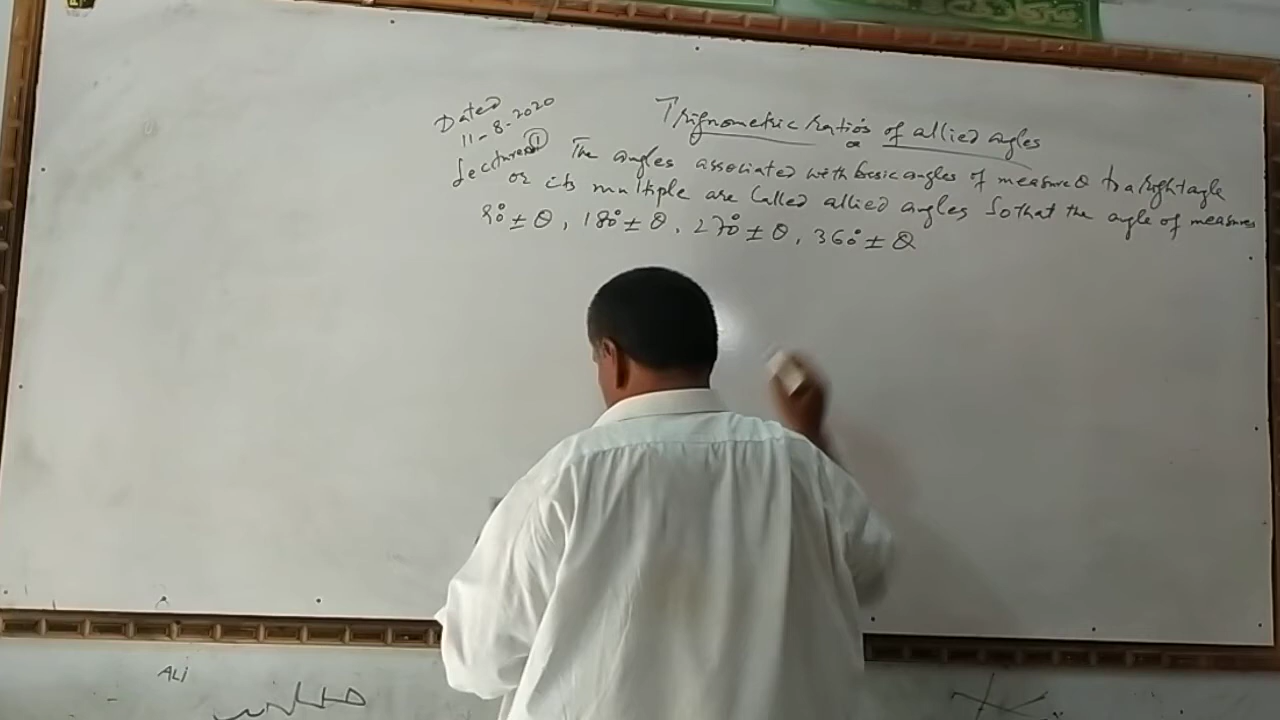 Dated
11-8-2020
Lecture ①
Trignometric ratios of allied angles
The angles associated with basic angles of measure θ to a right angle
or its multiple are called allied angles So that the angle of measures
90° ± θ, 180° ± θ, 270° ± θ, 360° ± θ
ALi